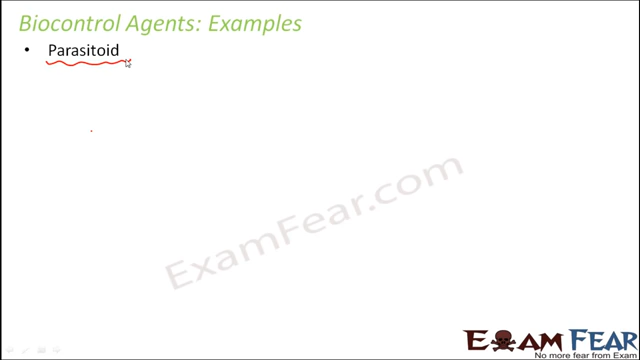 Biocontrol Agents: Examples
• Parasitoid
ExamFear.com
EXAM FEAR
No more fear from Exam